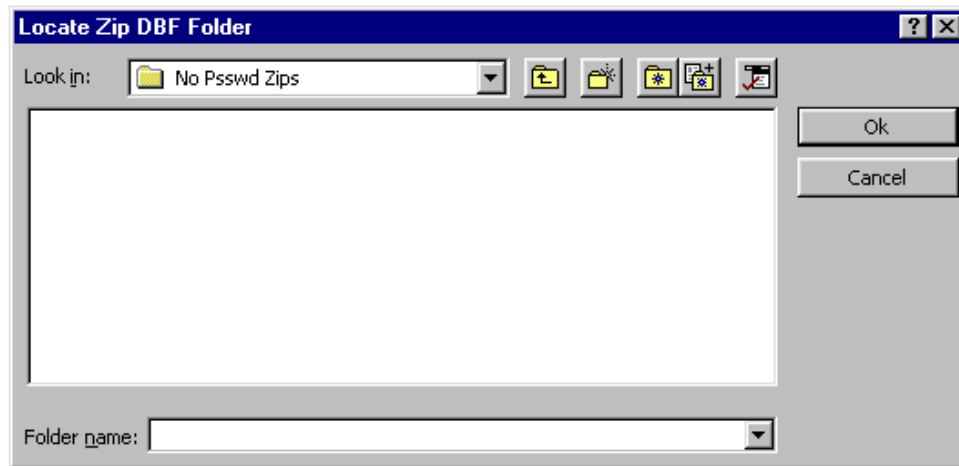 Locate Zip DBF Folder
Look in: No Psswd Zips
Ok
Cancel
Folder name: